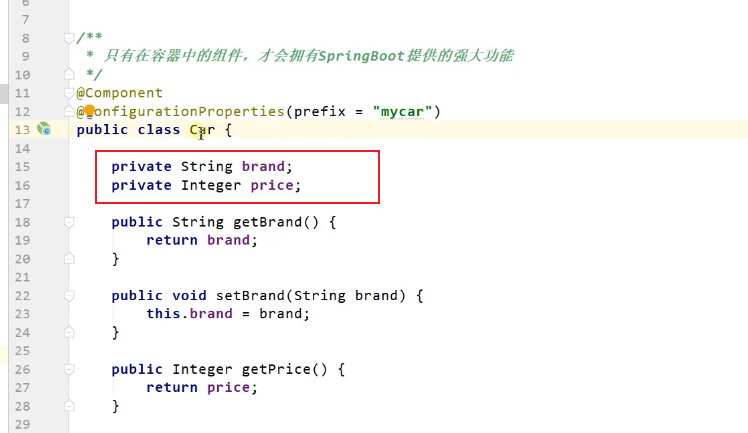 6
7
8 /**
9  * 只有在容器中的组件，才会拥有SpringBoot提供的强大功能
10  */
11 @Component
12 @ConfigurationProperties(prefix = "mycar")
13 public class Car {
14
15     private String brand;
16     private Integer price;
17
18     public String getBrand() {
19         return brand;
20     }
21
22     public void setBrand(String brand) {
23         this.brand = brand;
24     }
25
26     public Integer getPrice() {
27         return price;
28     }
29